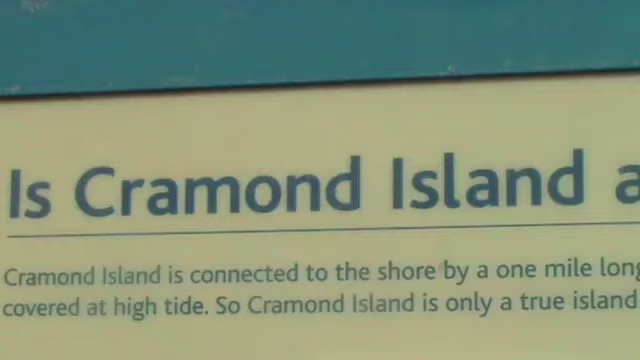 Is Cramond Island a
Cramond Island is connected to the shore by a one mile long
covered at high tide. So Cramond Island is only a true island